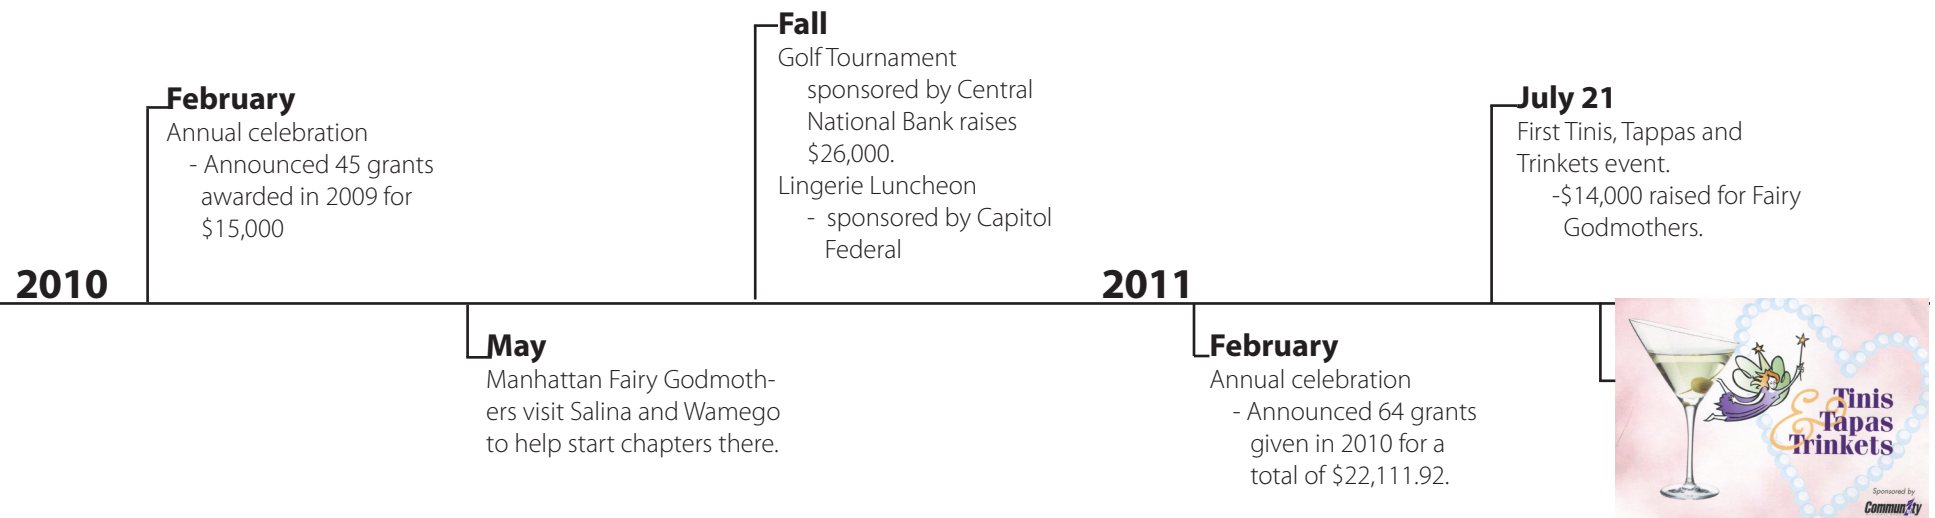 2010
February
Annual celebration
- Announced 45 grants
awarded in 2009 for
$15,000
May
Manhattan Fairy Godmoth-
ers visit Salina and Wamego
to help start chapters there.
Fall
Golf Tournament
sponsored by Central
National Bank raises
$26,000.
Lingerie Luncheon
- sponsored by Capitol
Federal
2011
February
Annual celebration
- Announced 64 grants
given in 2010 for a
total of $22,111.92.
July 21
First Tinis, Tappas and
Trinkets event.
-$14,000 raised for Fairy
Godmothers.
Tinis
& Tapas
Trinkets
Sponsored by
Community